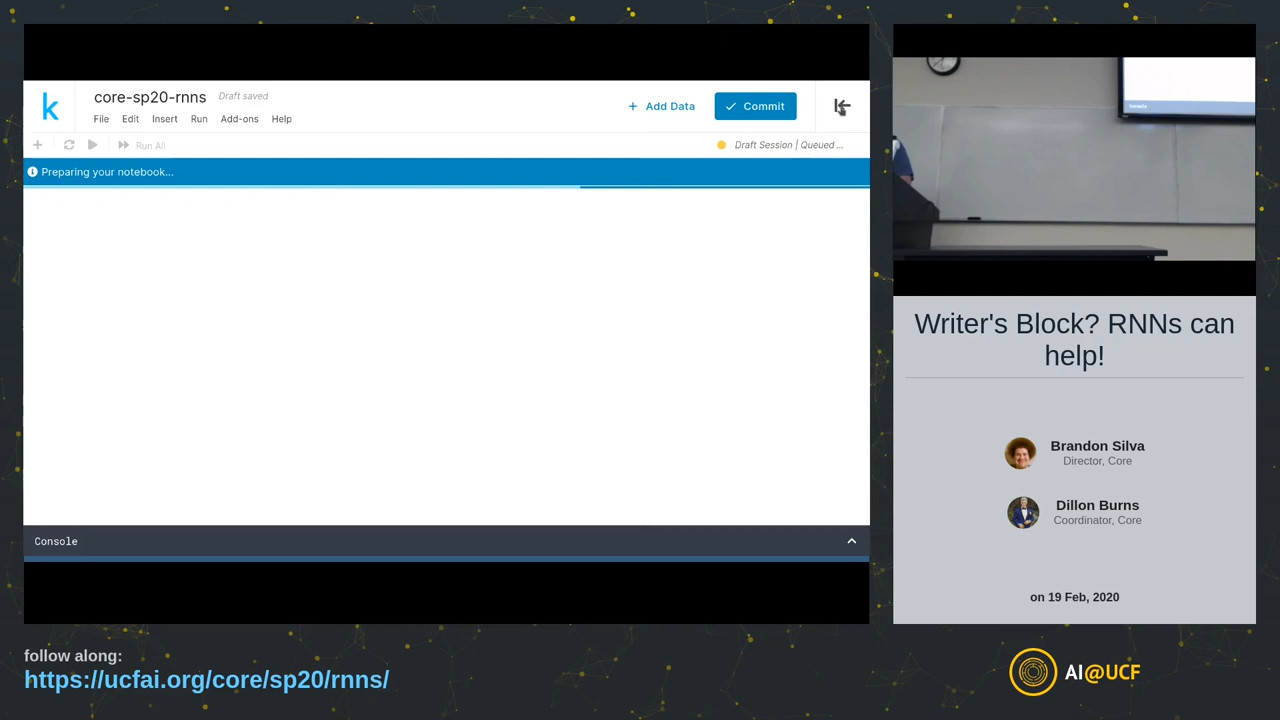 k
core-sp20-rnns Draft saved
File Edit Insert Run Add-ons Help
+ Add Data
Commit
Run All
Draft Session | Queued ...
Preparing your notebook...
Console
Writer's Block? RNNs can
help!
Brandon Silva
Director, Core
Dillon Burns
Coordinator, Core
on 19 Feb, 2020
follow along:
https://ucfai.org/core/sp20/rnns/
AI@UCF